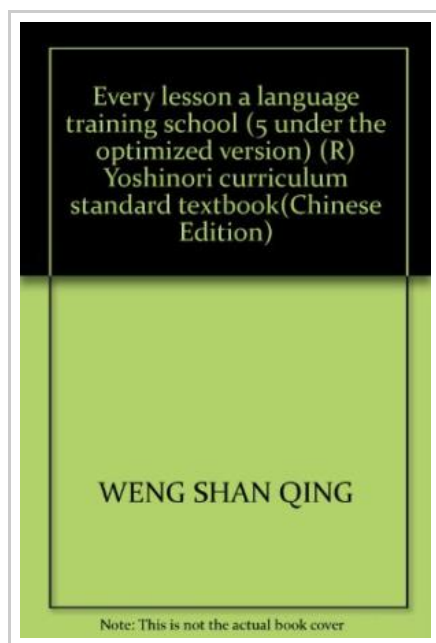 Every lesson a language
training school (5 under the
optimized version) (R)
Yoshinori curriculum
standard textbook(Chinese
Edition)
WENG SHAN QING
Note: This is not the actual book cover